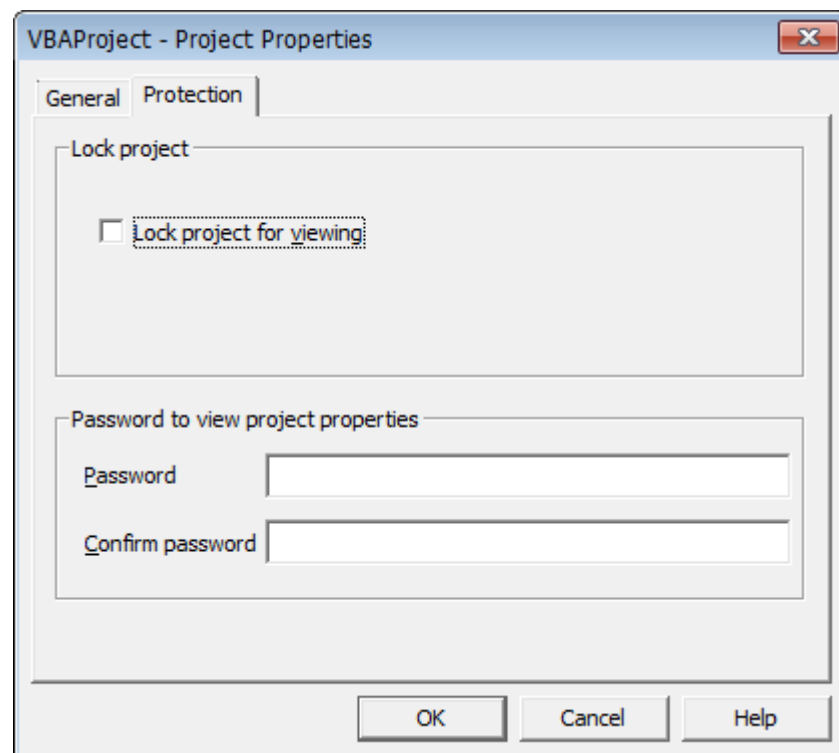 VBAProject - Project Properties
General Protection
Lock project
Lock project for viewing
Password to view project properties
Password
Confirm password
OK Cancel Help